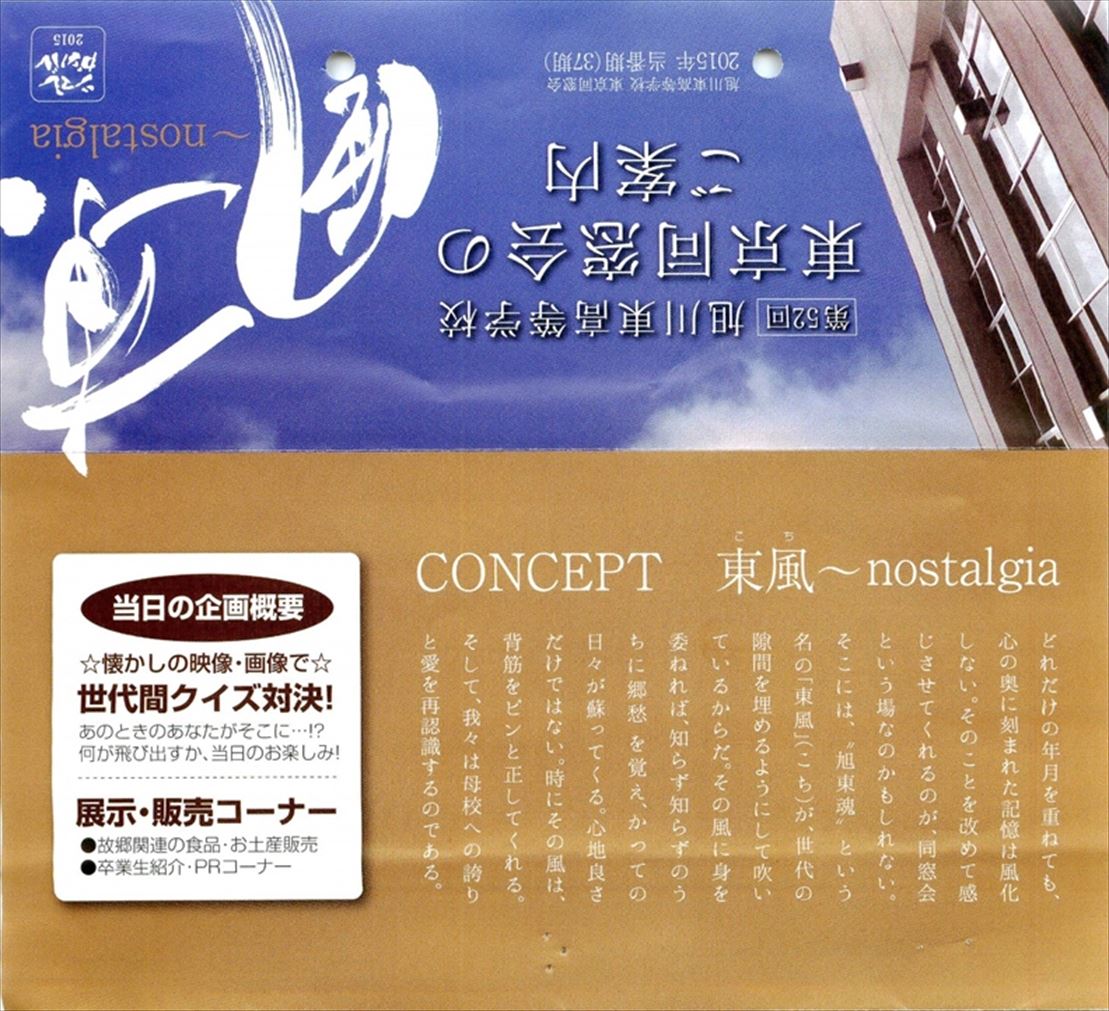 第52回 旭川東高等学校
東京同窓会の
ご案内
旭川東高等学校 東京同窓会
2015年 当番期(37期)
東風
～nostalgia
2015
CONCEPT 東風～nostalgia
こち
どれだけの年月を重ねても、
心の奥に刻まれた記憶は風化
しない。そのことを改めて感
じさせてくれるのが、同窓会
という場なのかもしれない。
そこには、〝旭東魂〟という
名の「東風」(こち)が、世代の
隙間を埋めるようにして吹い
ているからだ。その風に身を
委ねれば、知らず知らずのう
ちに郷愁を覚え、かつての
日々が蘇ってくる。心地良さ
だけではない。時にその風は、
背筋をピンと正してくれる。
そして、我々は母校への誇り
と愛を再認識するのである。
当日の企画概要
☆懐かしの映像・画像で☆
世代間クイズ対決!
あのときのあなたがそこに…!?
何が飛び出すか、当日のお楽しみ!
展示・販売コーナー
●故郷関連の食品・お土産販売
●卒業生紹介・PRコーナー